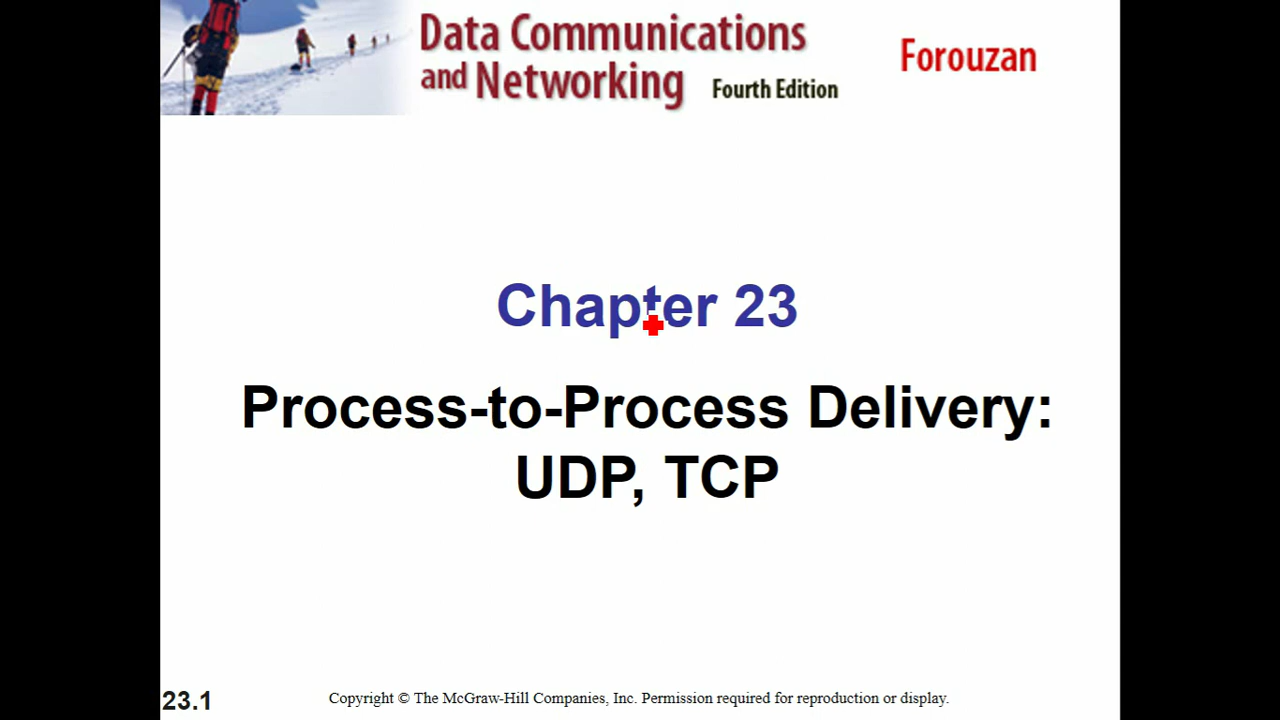 Data Communications
and Networking Fourth Edition
Forouzan
Chapter 23
Process-to-Process Delivery:
UDP, TCP
23.1
Copyright © The McGraw-Hill Companies, Inc. Permission required for reproduction or display.